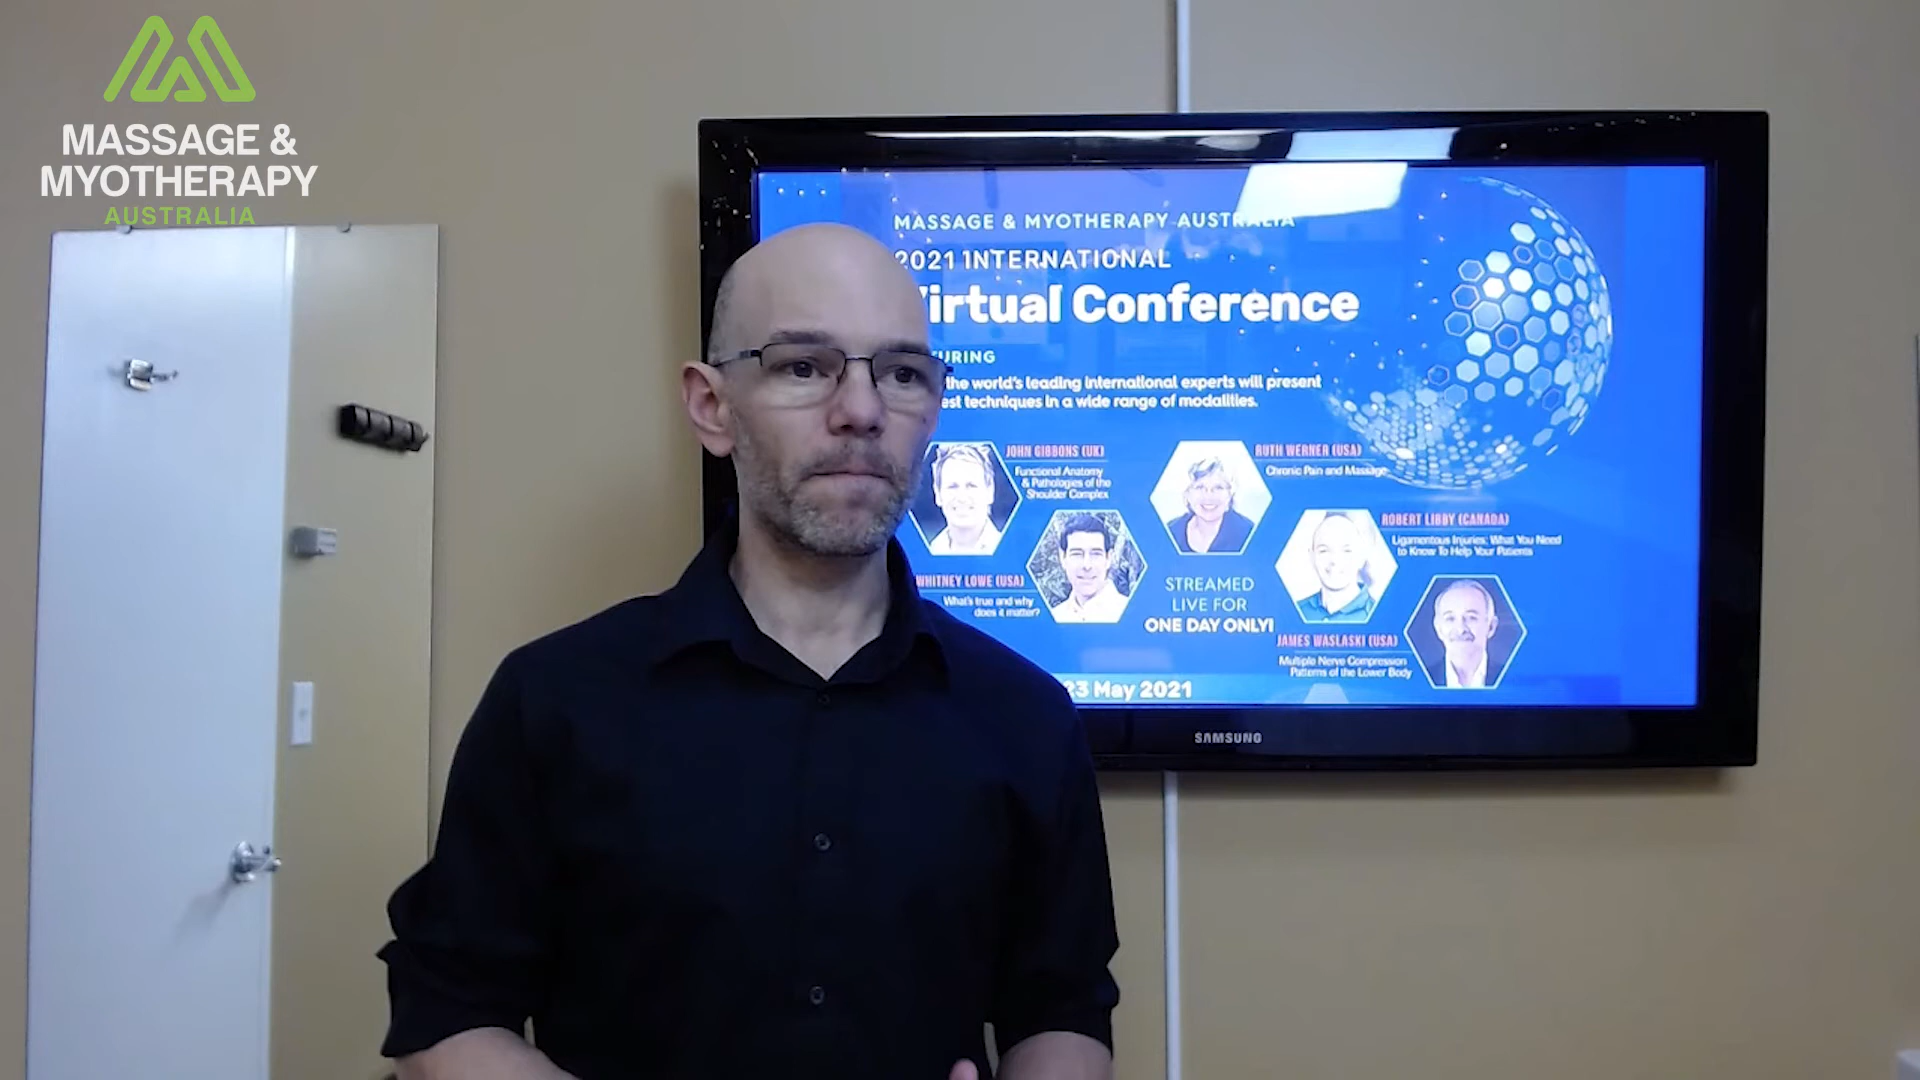 MASSAGE &
MYOTHERAPY
AUSTRALIA
MASSAGE & MYOTHERAPY AUSTRALIA
2021 INTERNATIONAL
Virtual Conference
URING
the world's leading international experts will present
est techniques in a wide range of modalities.
JOHN GIBBONS (UK)
Functional Anatomy
& Pathologies of the
Shoulder Complex
RUTH WERNER (USA)
Chronic Pain and Massage
WHITNEY LOWE (USA)
What's true and why
does it matter?
STREAMED
LIVE FOR
ONE DAY ONLY!
ROBERT LIBBY (CANADA)
Ligamentous Injuries: What You Need
to Know To Help Your Patients
JAMES WASLASKI (USA)
Multiple Nerve Compression
Patterns of the Lower Body
23 May 2021
SAMSUNG